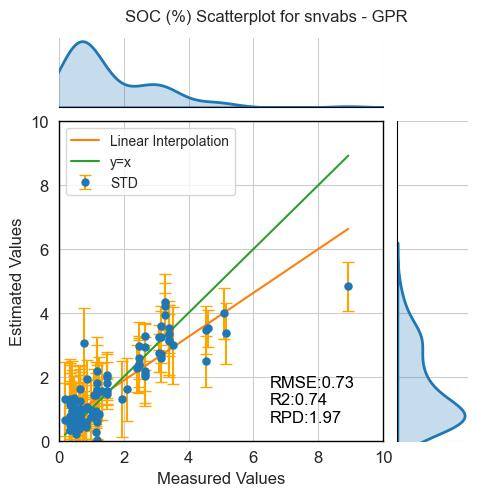 SOC (%) Scatterplot for snvabs - GPR
Linear Interpolation
y=x
STD
10
8
6
4
2
0
Estimated Values
RMSE:0.73
R2:0.74
RPD:1.97
0 2 4 6 8 10
Measured Values